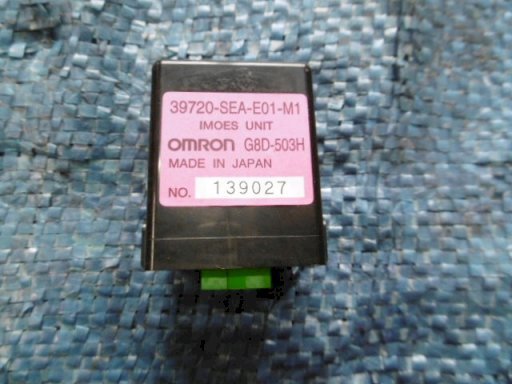 39720-SEA-E01-M1
IMOES UNIT
OMRON G8D-503H
MADE IN JAPAN
NO. 139027